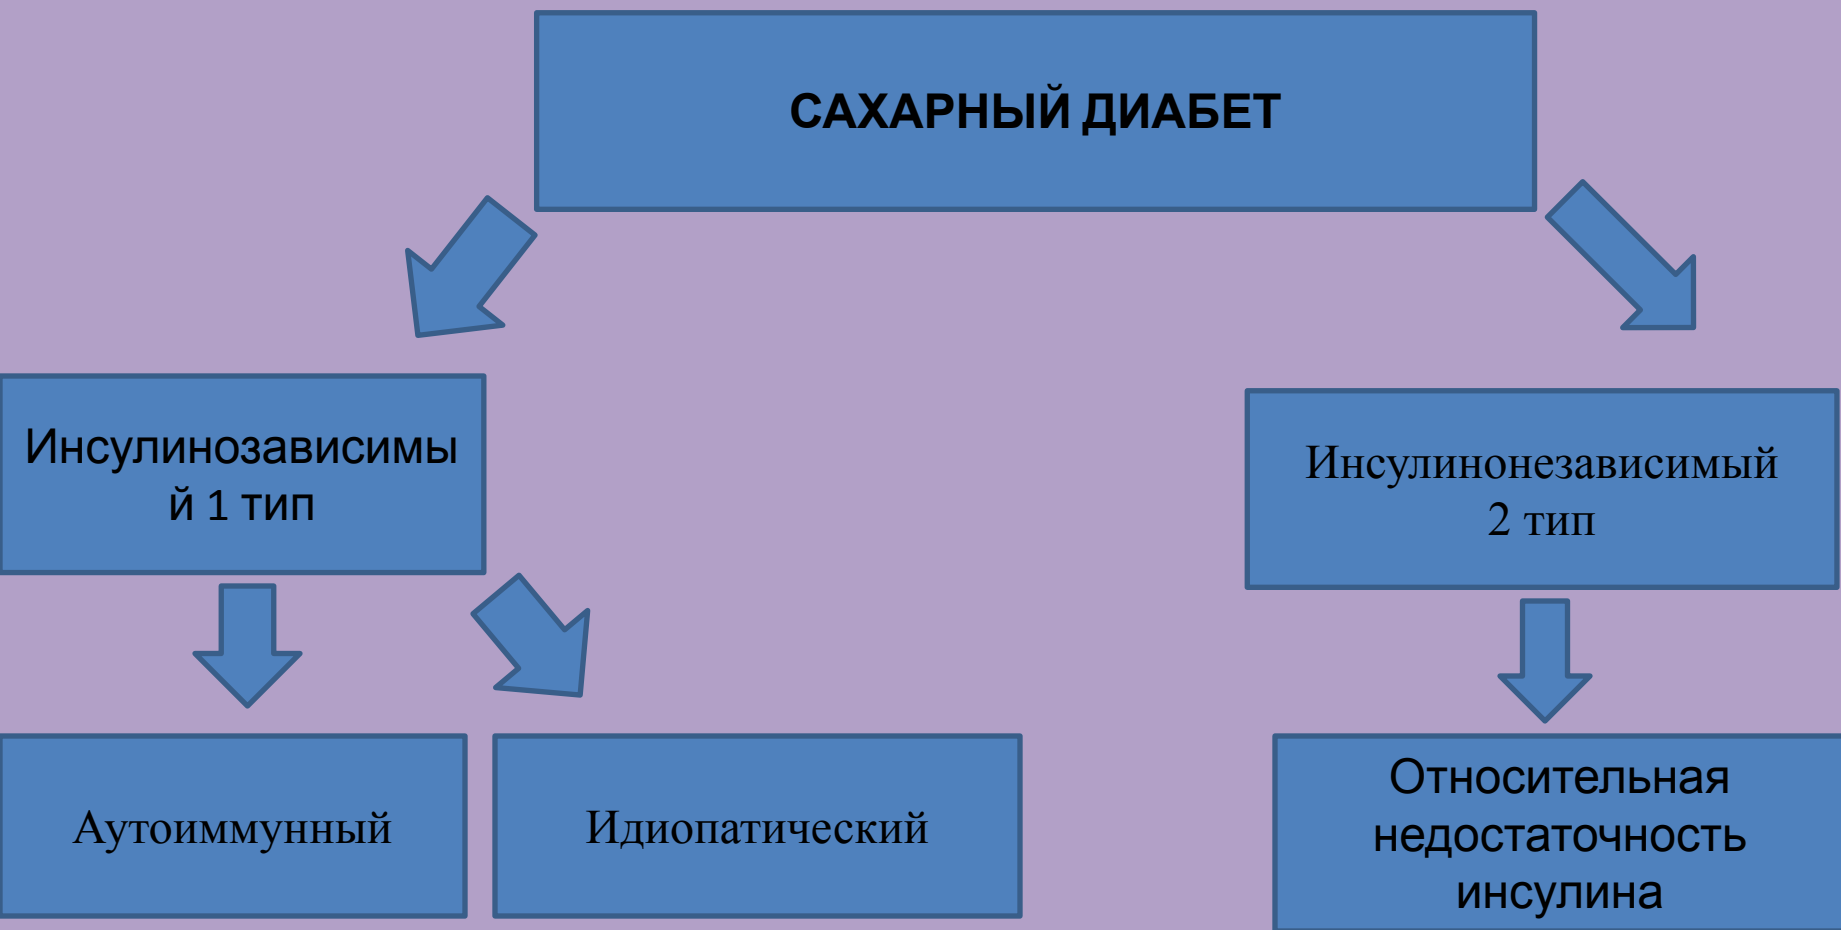 САХАРНЫЙ ДИАБЕТ
Инсулинозависимы
й 1 тип
Инсулинонезависимый
2 тип
Аутоиммунный
Идиопатический
Относительная
недостаточность
инсулина